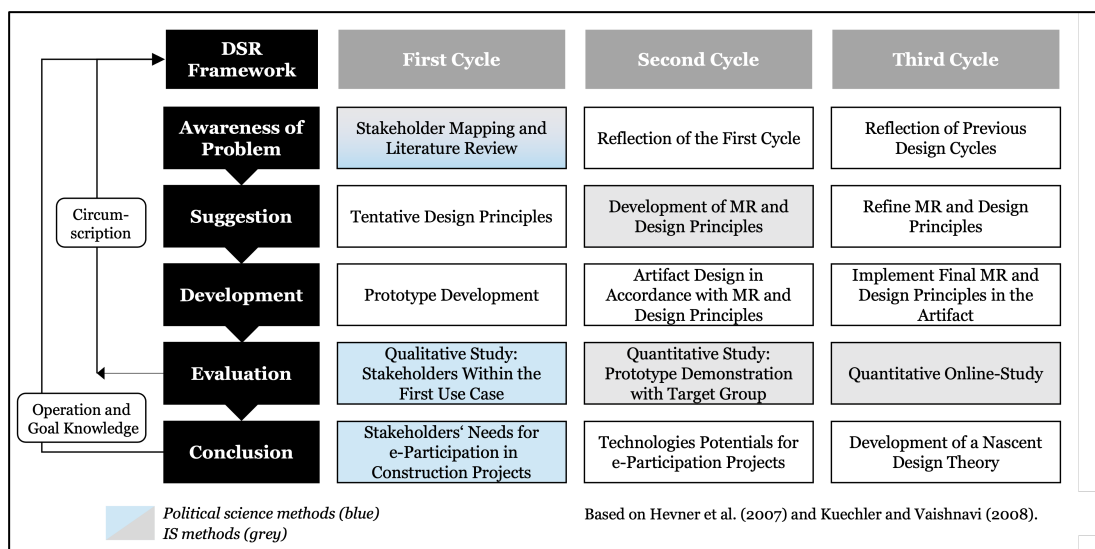 DSR
Framework
First Cycle
Second Cycle
Third Cycle
Awareness of
Problem
Stakeholder Mapping and
Literature Review
Reflection of the First Cycle
Reflection of Previous
Design Cycles
Circum-
scription
Suggestion
Tentative Design Principles
Development of MR and
Design Principles
Refine MR and Design
Principles
Development
Prototype Development
Artifact Design in
Accordance with MR and
Design Principles
Implement Final MR and
Design Principles in the
Artifact
Evaluation
Qualitative Study:
Stakeholders Within the
First Use Case
Quantitative Study:
Prototype Demonstration
with Target Group
Quantitative Online-Study
Operation and
Goal Knowledge
Conclusion
Stakeholders‘ Needs for
e-Participation in
Construction Projects
Technologies Potentials for
e-Participation Projects
Development of a Nascent
Design Theory
Political science methods (blue)
IS methods (grey)
Based on Hevner et al. (2007) and Kuechler and Vaishnavi (2008).